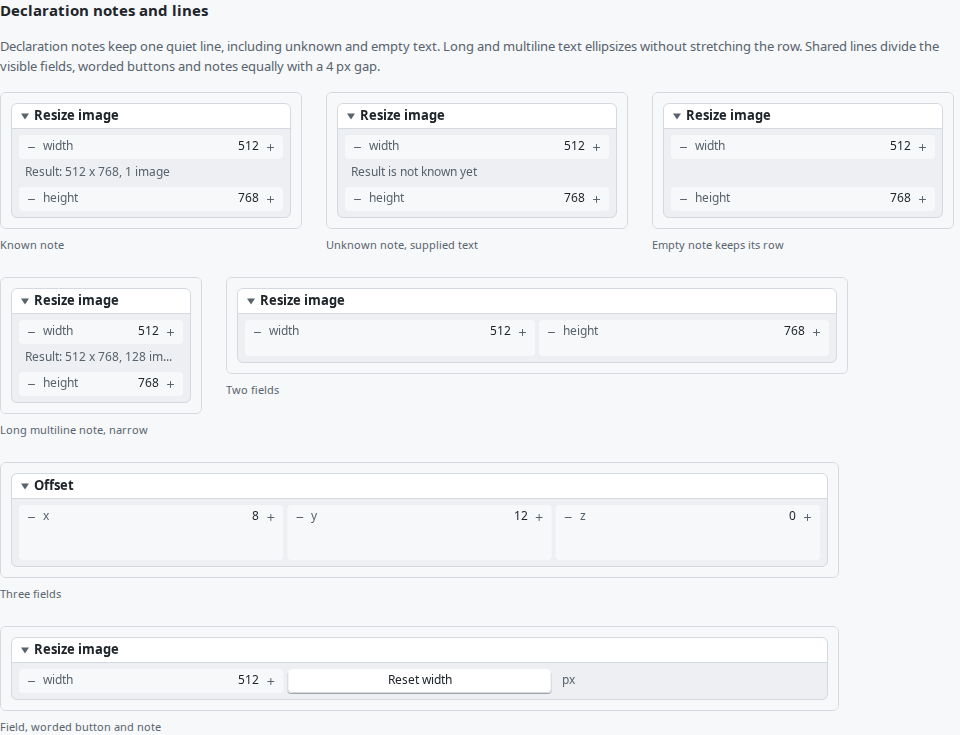 Declaration notes and lines
Declaration notes keep one quiet line, including unknown and empty text. Long and multiline text ellipsizes without stretching the row. Shared lines divide the
visible fields, worded buttons and notes equally with a 4 px gap.
▼ Resize image
– width 512 +
Result: 512 x 768, 1 image
– height 768 +
Known note
▼ Resize image
– width 512 +
Result is not known yet
– height 768 +
Unknown note, supplied text
▼ Resize image
– width 512 +
– height 768 +
Empty note keeps its row
▼ Resize image
– width 512 +
Result: 512 x 768, 128 im...
– height 768 +
Long multiline note, narrow
▼ Resize image
– width 512 + – height 768 +
Two fields
▼ Offset
– x 8 + – y 12 + – z 0 +
Three fields
▼ Resize image
– width 512 + Reset width px
Field, worded button and note